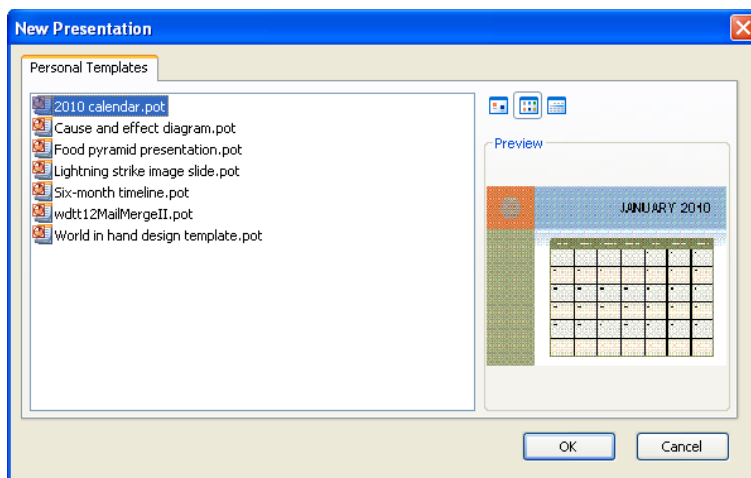 New Presentation
Personal Templates
2010 calendar.pot
Cause and effect diagram.pot
Food pyramid presentation.pot
Lightning strike image slide.pot
Six-month timeline.pot
wdtt12MailMergeII.pot
World in hand design template.pot
Preview
JANUARY 2010
OK
Cancel